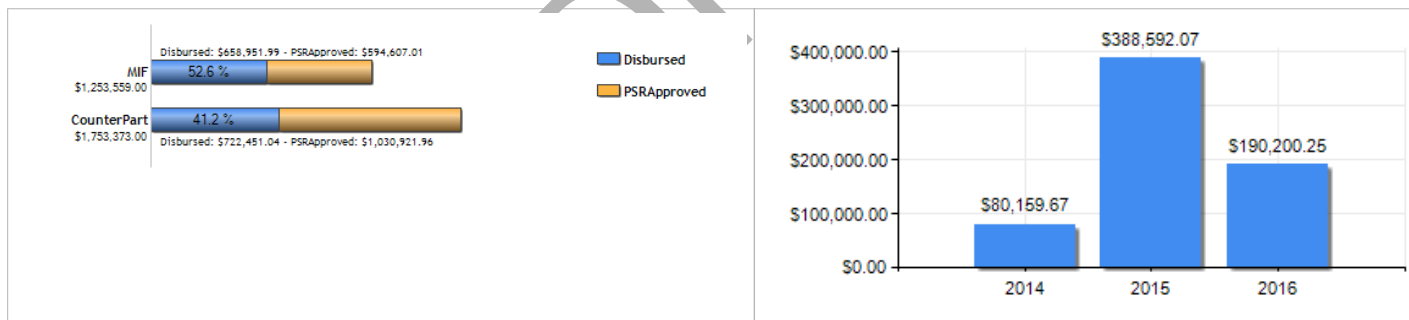 Disbursed: $658,951.99 - PSRApproved: $594,607.01
MIF
$1,253,559.00
52.6 %
CounterPart
$1,753,373.00
41.2 %
Disbursed: $722,451.04 - PSRApproved: $1,030,921.96
Disbursed
PSRApproved
$400,000.00
$300,000.00
$200,000.00
$100,000.00
$0.00
$80,159.67
$388,592.07
$190,200.25
2014 2015 2016